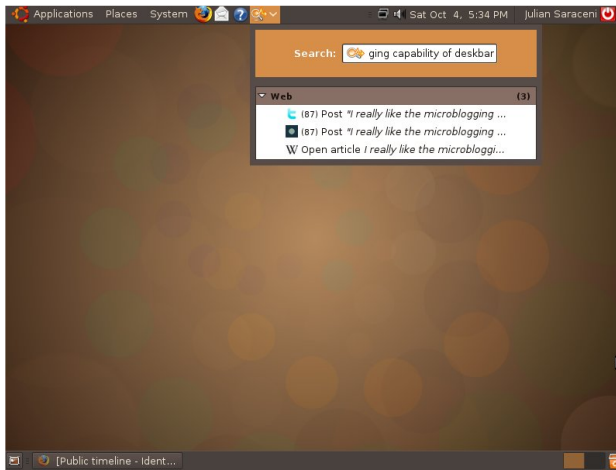 Applications Places System Sat Oct 4, 5:34 PM Julian Saraceni
Search: ging capability of deskbar
Web (3)
(87) Post "I really like the microblogging ...
(87) Post "I really like the microblogging ...
W Open article I really like the microbloggi...
[Public timeline - Ident...